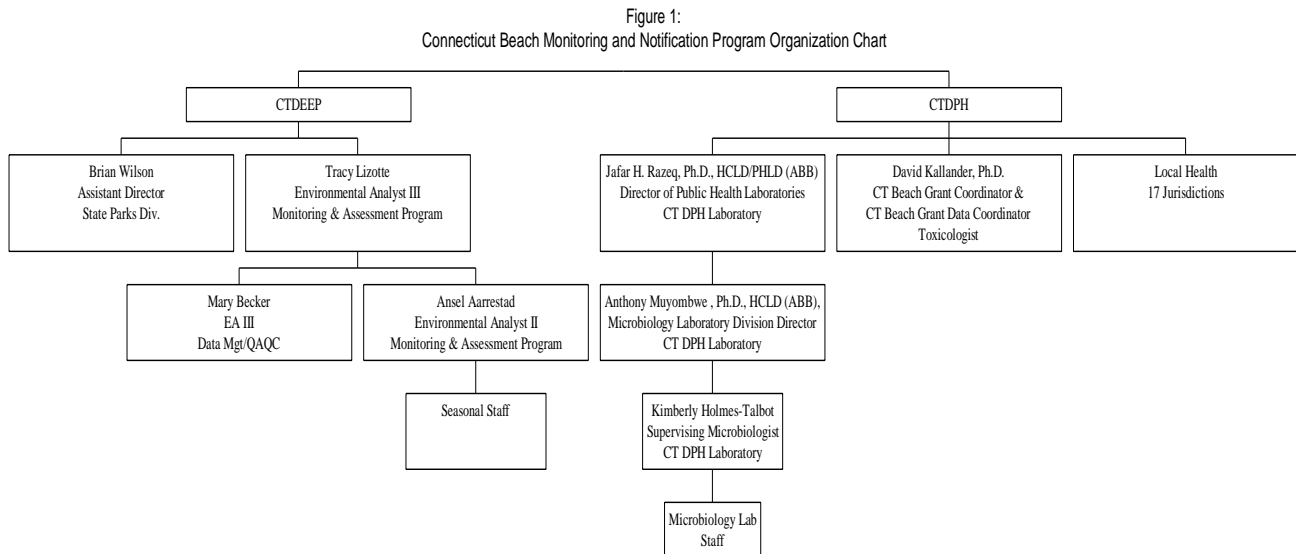 Figure 1:
Connecticut Beach Monitoring and Notification Program Organization Chart
CTDEEP
CTDPH
Brian Wilson
Assistant Director
State Parks Div.
Tracy Lizotte
Environmental Analyst III
Monitoring & Assessment Program
Jafar H. Razeq, Ph.D., HCLD/PHLD (ABB)
Director of Public Health Laboratories
CT DPH Laboratory
David Kallander, Ph.D.
CT Beach Grant Coordinator &
CT Beach Grant Data Coordinator
Toxicologist
Local Health
17 Jurisdictions
Mary Becker
EA III
Data Mgt/QAQC
Ansel Aarrestad
Environmental Analyst II
Monitoring & Assessment Program
Anthony Muyombwe , Ph.D., HCLD (ABB),
Microbiology Laboratory Division Director
CT DPH Laboratory
Seasonal Staff
Kimberly Holmes-Talbot
Supervising Microbiologist
CT DPH Laboratory
Microbiology Lab
Staff